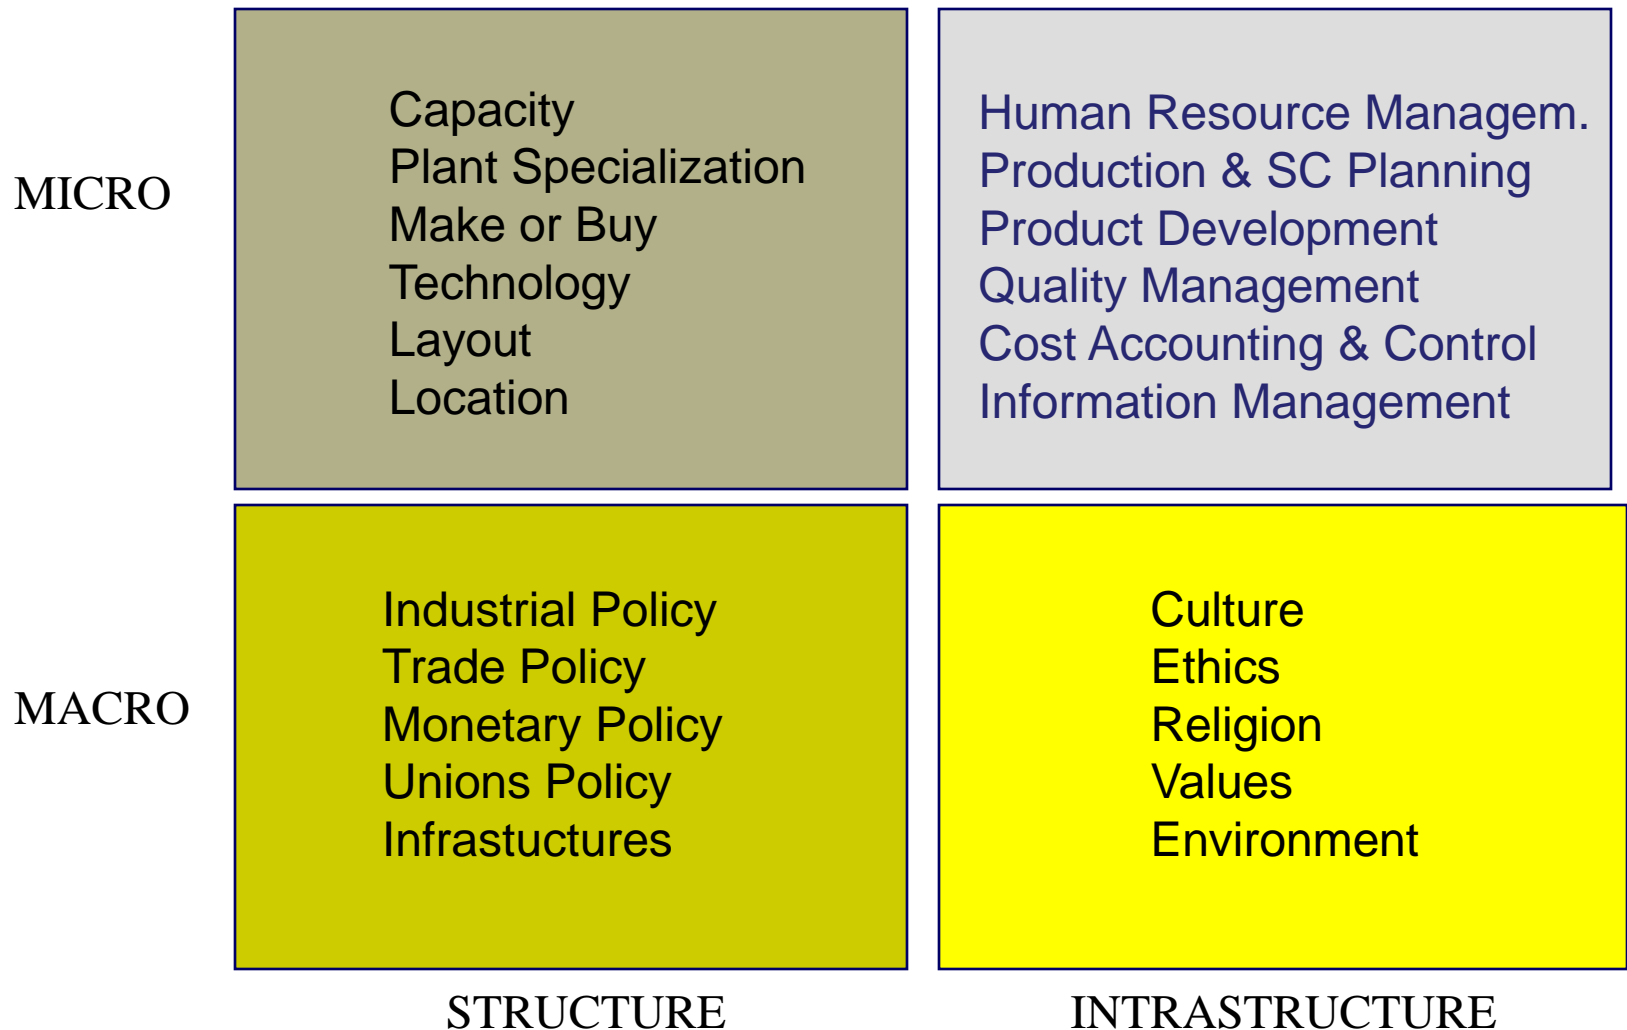 MICRO
Capacity
Plant Specialization
Make or Buy
Technology
Layout
Location
Human Resource Managem.
Production & SC Planning
Product Development
Quality Management
Cost Accounting & Control
Information Management
MACRO
Industrial Policy
Trade Policy
Monetary Policy
Unions Policy
Infrastuctures
Culture
Ethics
Religion
Values
Environment
STRUCTURE
INTRASTRUCTURE